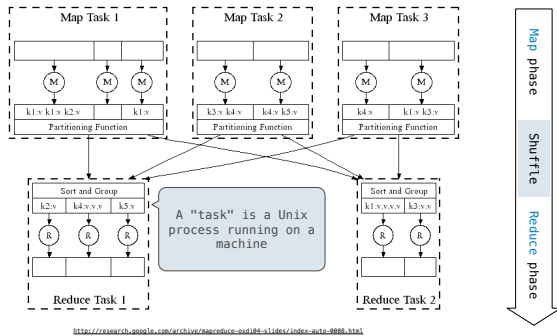 Map Task 1
Map Task 2
Map Task 3
M
M
M
M
M
M
M
k1:v k1:v k2:v
k1:v
k3:v k4:v
k4:v k5:v
k4:v
k1:v k3:v
Partitioning Function
Partitioning Function
Partitioning Function
Sort and Group
k2:v
k4:v,v,v
k5:v
R
R
R
Reduce Task 1
A "task" is a Unix
process running on a
machine
Sort and Group
k1:v,v,v,v
k3:v,v
R
R
Reduce Task 2
Map phase
Shuffle
Reduce phase
http://research.google.com/archive/mapreduce-osdi04-slides/index-auto-0008.html